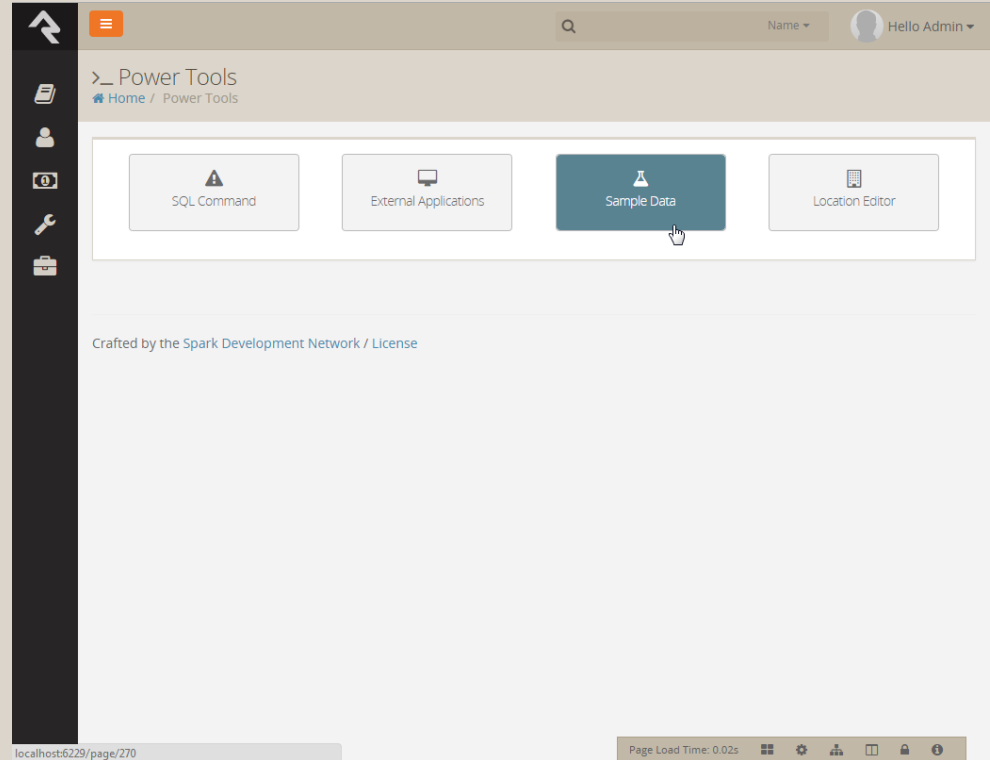 Name
Hello Admin
Power Tools
Home / Power Tools
SQL Command
External Applications
Sample Data
Location Editor
Crafted by the Spark Development Network / License
localhost:6229/page/270
Page Load Time: 0.02s